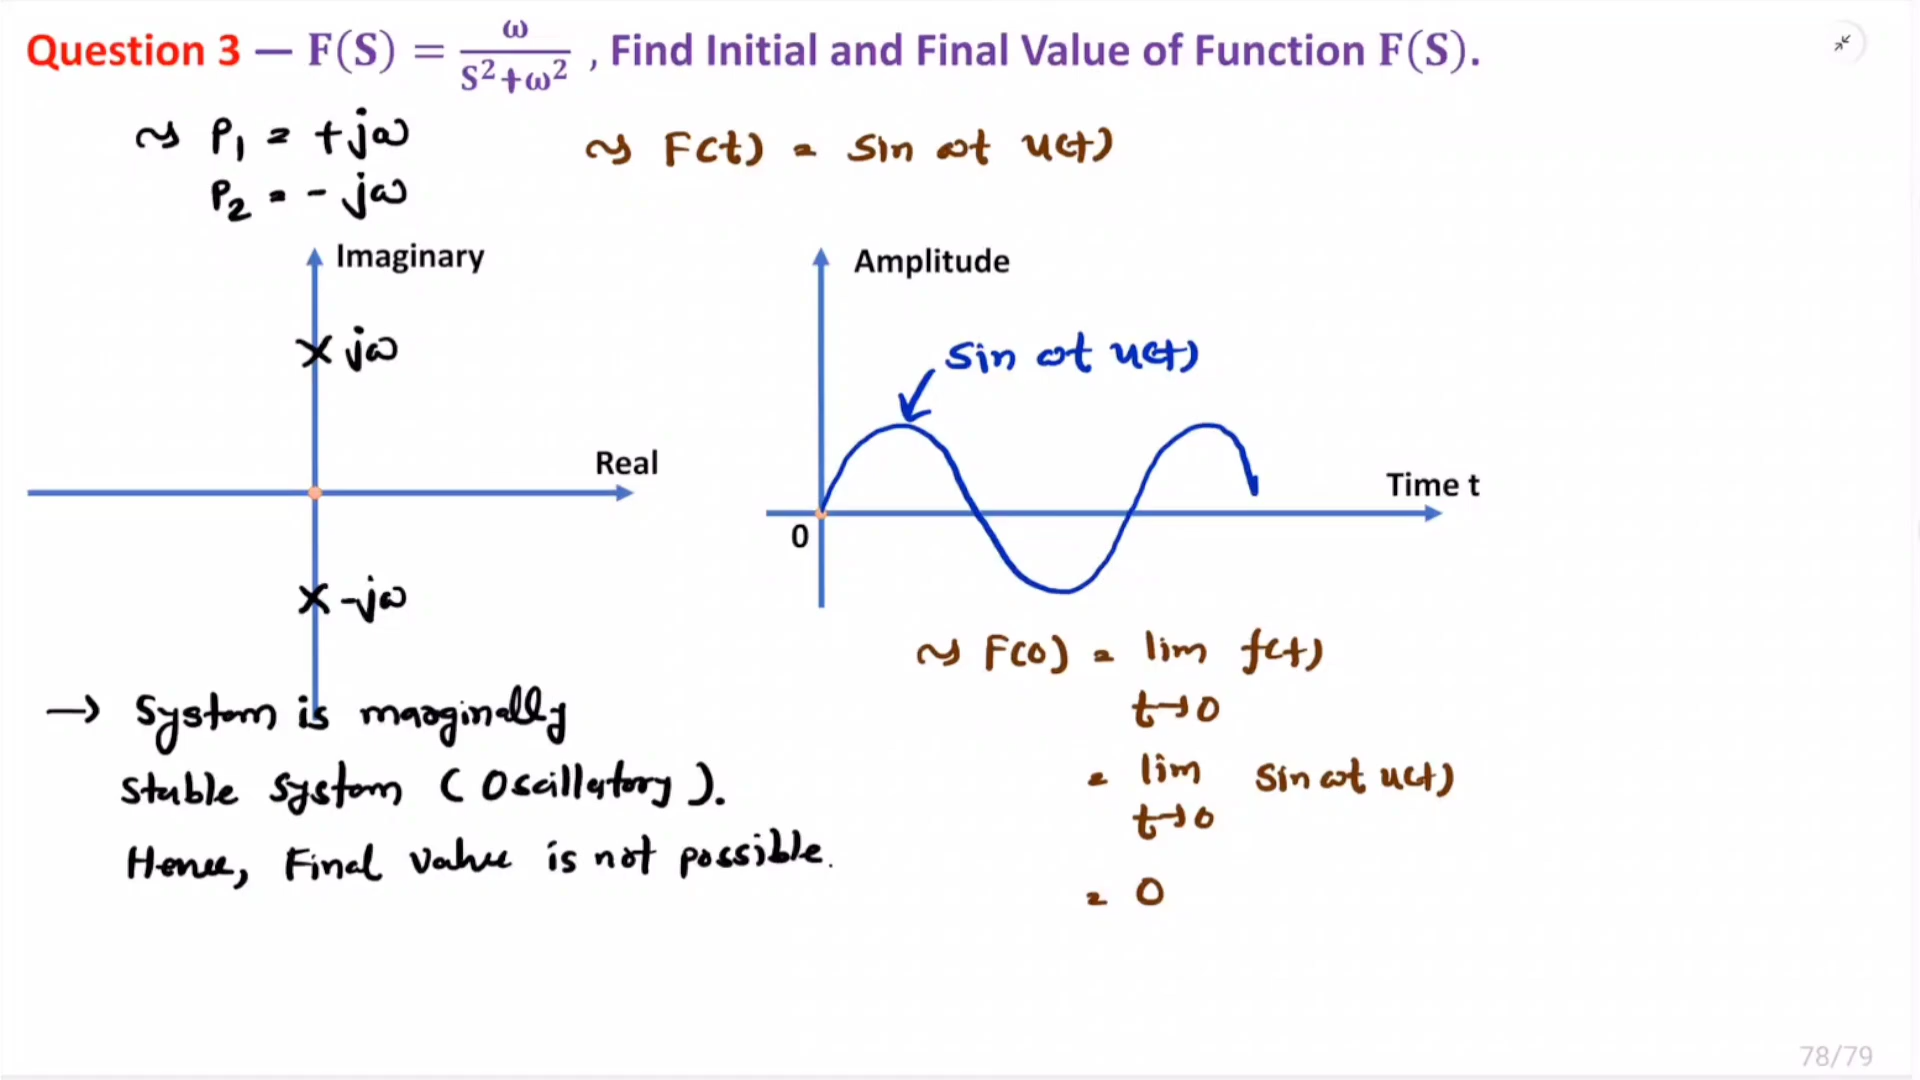 Question 3 — F(S) = ω / S²+ω² , Find Initial and Final Value of Function F(S).
~> P₁ = +jω
P₂ = -jω
~> F(t) = sin ωt u(t)
Imaginary
× jω
Real
× -jω
Amplitude
sin ωt u(t)
Time t
0
→ System is marginally
stable system (Oscillatory).
Hence, Final value is not possible.
~> F(0) = lim f(t)
t→0
= lim sin ωt u(t)
t→0
= 0
78/79